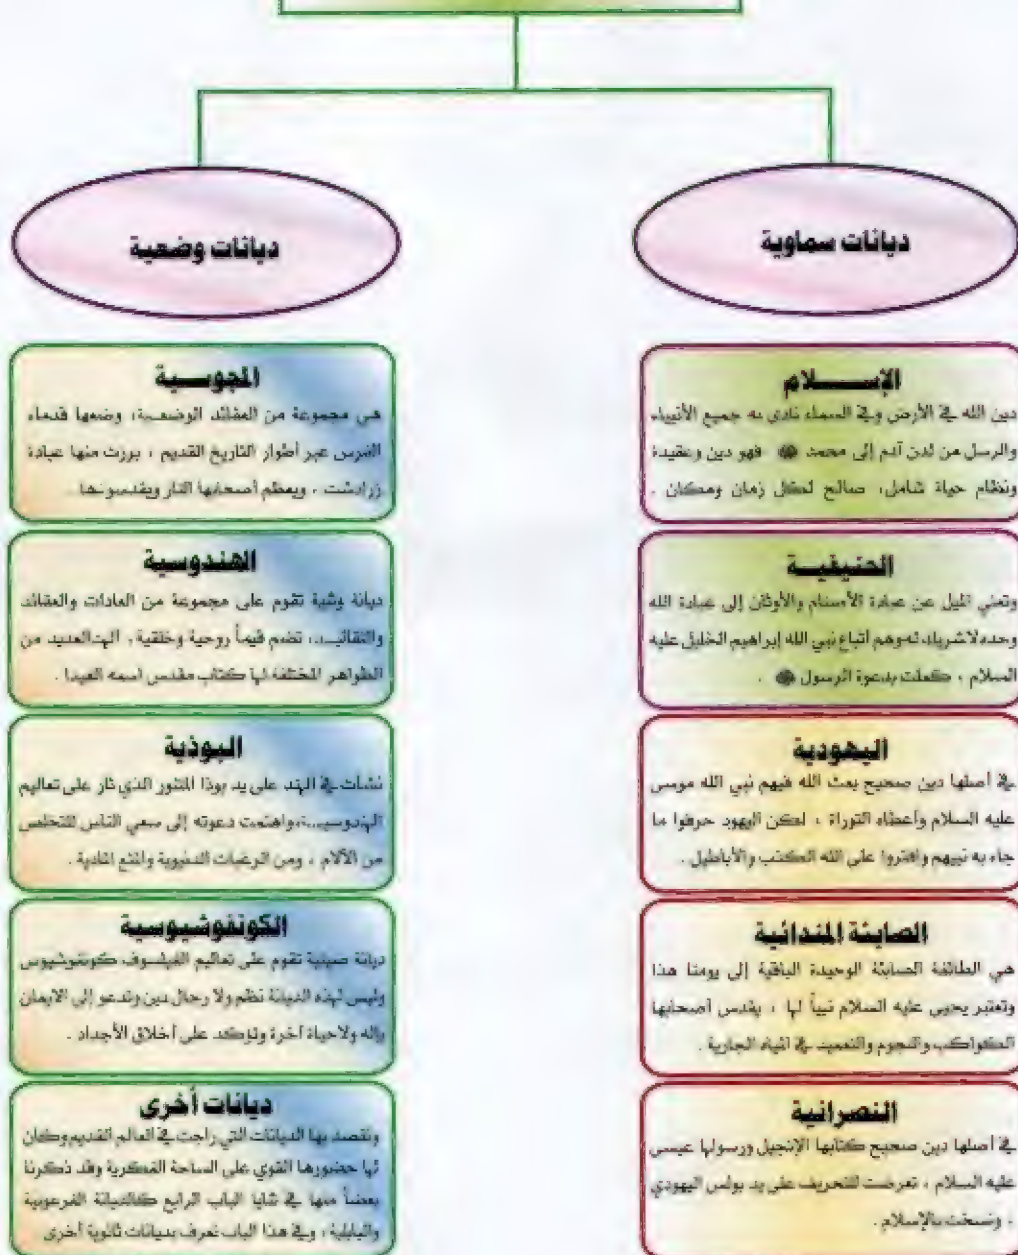 ديانات سماوية
الإســـلام
دين الله في الأرض وفي السماء نادى به جميع الأنبياء
والرسل من لدن آدم إلى محمد ﷺ فهو دين وعقيدة
ونظام حياة شامل، صالح لكل زمان ومكان .
الحنيفيـــة
وتعني الميل عن عبادة الأصنام والأوثان إلى عبادة الله
وحده لا شريك له وهم أتباع نبي الله إبراهيم الخليل عليه
السلام ، كملت بدعوة الرسول ﷺ .
اليهودية
في أصلها دين صحيح بعث الله فيهم نبي الله موسى
عليه السلام وأعطاه التوراة ، لكن اليهود حرفوا ما
جاء به نبيهم وافتروا على الله الكتب والأباطيل .
الصابئة المندائية
هي الطائفة الصابئة الوحيدة الباقية إلى يومنا هذا
وتعتبر يحيى عليه السلام نبياً لها ، يقدس أصحابها
الكواكب والنجوم والتعميد في المياه الجارية .
النصرانية
في أصلها دين صحيح كتابها الإنجيل ورسولها عيسى
عليه السلام ، تعرضت للتحريف على يد بولس اليهودي
، ونسخت بالإسلام .
ديانات وضعية
المجوســـية
هي مجموعة من العقائد الوضعية، وضعها قدماء
الفرس عبر أطوار التاريخ القديم ، برزت منها عبادة
زرادشت ، ويعظم أصحابها النار ويقدسونها .
الهندوسية
ديانة وثنية تقوم على مجموعة من العادات والعقائد
والتقاليــد، تضم قيماً روحية وخلقية ، العديد من
الظواهر المختلفة لها كتاب مقدس اسمه الفيدا .
البوذية
نشأت في الهند على يد بوذا المتنور الذي ثار على تعاليم
الهندوسيــة، واهتمت دعوته إلى سعي الناس للتخلص
من الآلام ، ومن الرغبات الدنيوية والمتع المادية .
الكونفوشيوسية
ديانة صينية تقوم على تعاليم الفيلسوف كونفوشيوس
وليس لهذه الديانة نظم ولا رجال دين وتدعو إلى الايمان
بإله ولا حياة آخرة وتؤكد على أخلاق الأجداد .
ديانات أخرى
ونقصد بها الديانات التي راجت في العالم القديم وكان
لها حضورها القوي على الساحة الفكرية وقد ذكرنا
بعضاً منها في ثنايا الباب الرابع كالديانة الفرعونية
والبابلية ، وفي هذا الباب نعرف بديانات ثانوية أخرى